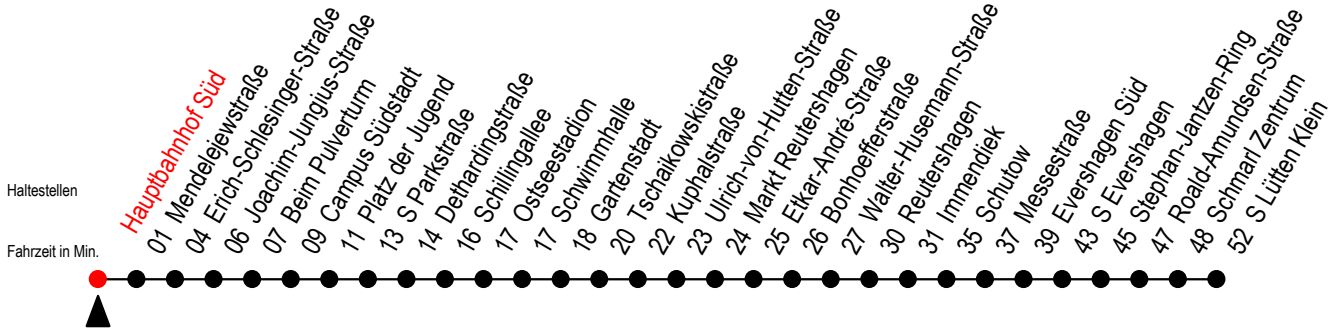 Haltestellen
Fahrzeit in Min.
Hauptbahnhof Süd
01 Mendelejewstraße
04 Erich-Schlesinger-Straße
06 Joachim-Jungius-Straße
07 Beim Pulverturm
09 Campus Südstadt
11 Platz der Jugend
13 S Parkstraße
14 Dethardingstraße
16 Schillingallee
17 Ostseestadion
17 Schwimmhalle
18 Gartenstadt
20 Tschaikowskistraße
22 Kuphalstraße
23 Ulrich-von-Hutten-Straße
24 Markt Reutershagen
25 Etkar-André-Straße
26 Bonhoefferstraße
27 Walter-Husemann-Straße
30 Reutershagen
31 Immendiek
35 Schutow
37 Messestraße
39 Evershagen Süd
43 S Evershagen
45 Stephan-Jantzen-Ring
47 Roald-Amundsen-Straße
48 Schmarl Zentrum
52 S Lütten Klein